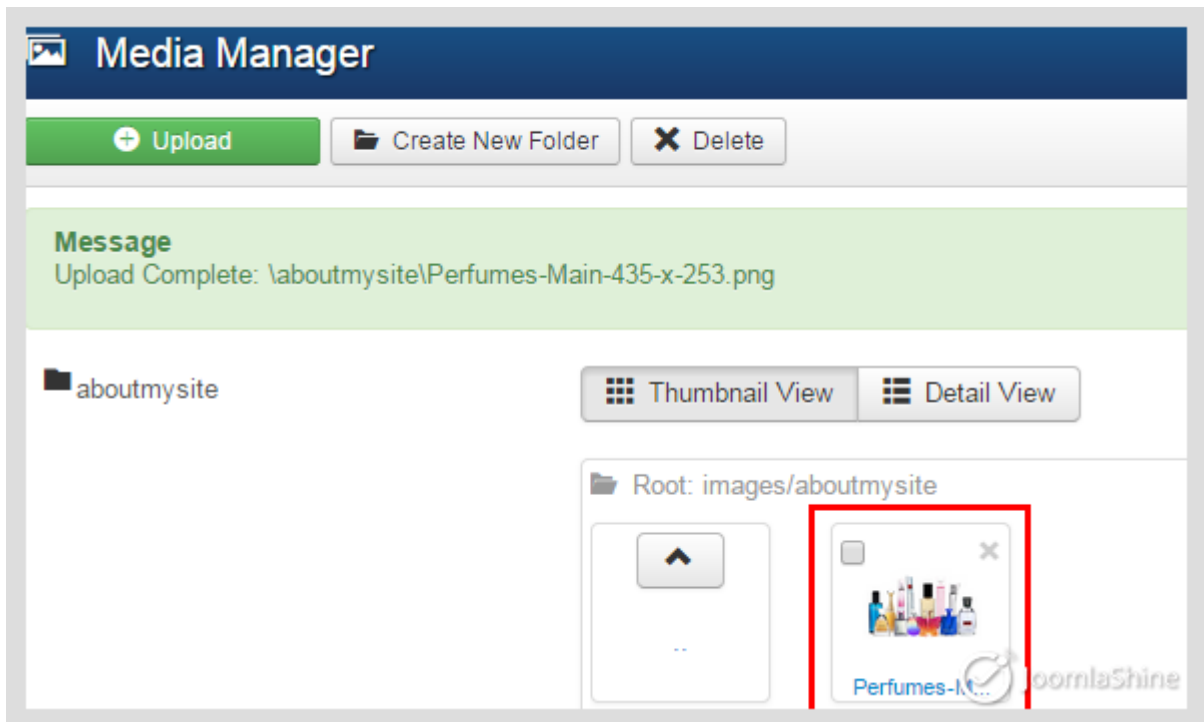 Media Manager
Upload Create New Folder Delete
Message
Upload Complete: \aboutmysite\Perfumes-Main-435-x-253.png
aboutmysite
Thumbnail View Detail View
Root: images/aboutmysite
..
Perfumes-M...
JoomlaShine